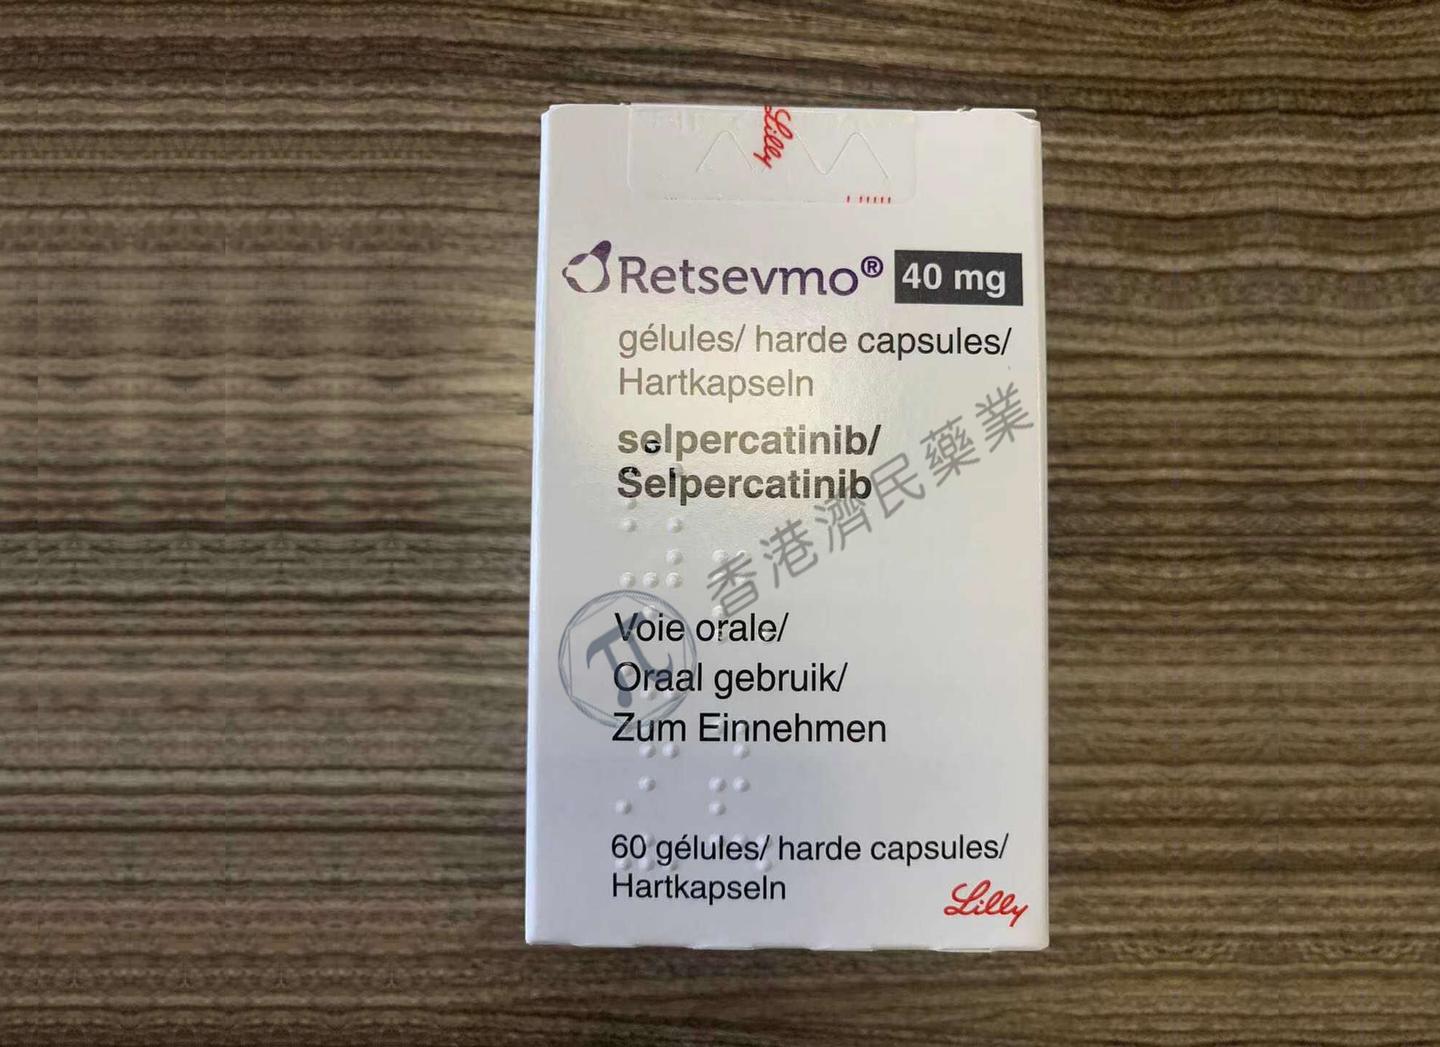 Lilly
Retsevmo® 40 mg
gélules/ harde capsules/
Hartkapseln
selpercatinib/
Selpercatinib
香港濟民藥業
Voie orale/
Oraal gebruik/
Zum Einnehmen
60 gélules/ harde capsules/
Hartkapseln
Lilly